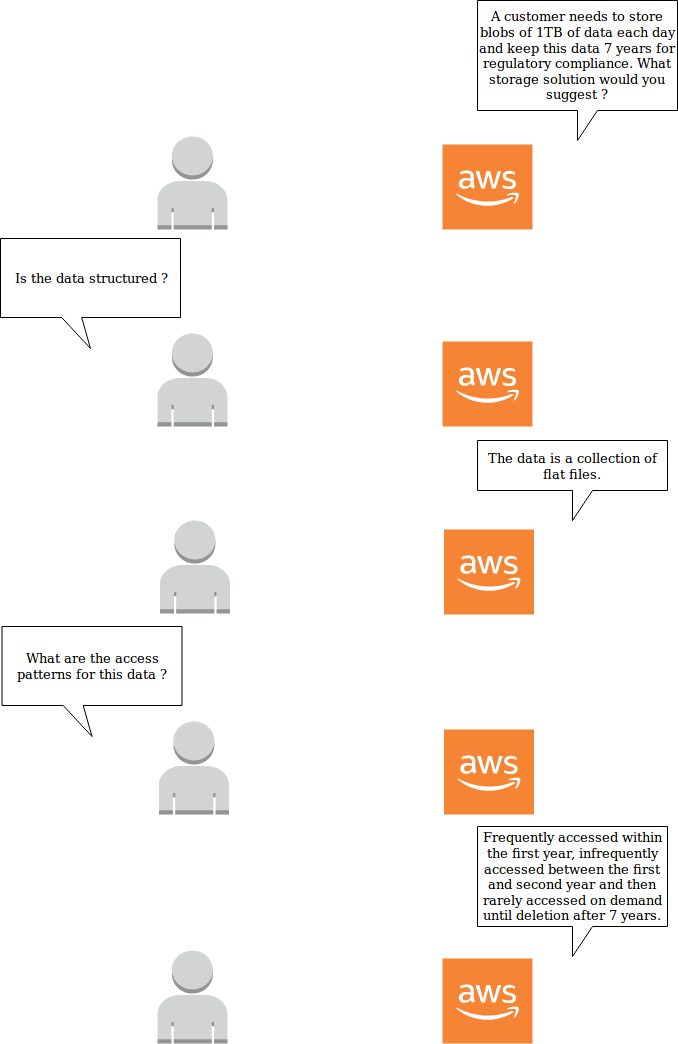 A customer needs to store
blobs of 1TB of data each day
and keep this data 7 years for
regulatory compliance. What
storage solution would you
suggest ?
aws
Is the data structured ?
aws
The data is a collection of
flat files.
aws
What are the access
patterns for this data ?
aws
Frequently accessed within
the first year, infrequently
accessed between the first
and second year and then
rarely accessed on demand
until deletion after 7 years.
aws